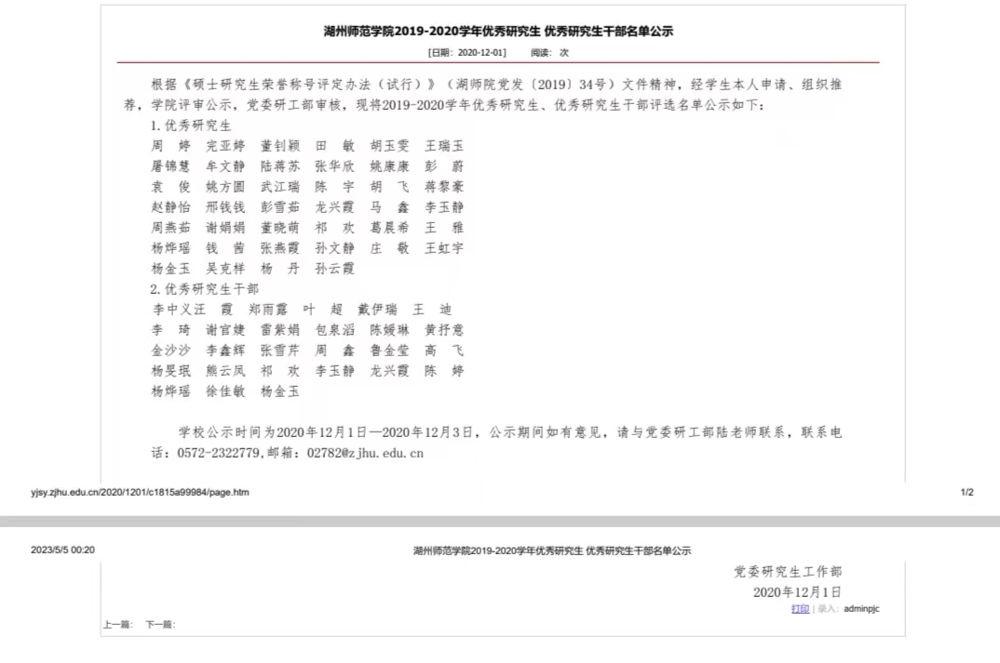 湖州师范学院2019-2020学年优秀研究生 优秀研究生干部名单公示
[日期：2020-12-01]  阅读： 次
根据《硕士研究生荣誉称号评定办法（试行）》（湖师院党发〔2019〕34号）文件精神，经学生本人申请、组织推
荐，学院评审公示，党委研工部审核，现将2019-2020学年优秀研究生、优秀研究生干部评选名单公示如下：
1.优秀研究生
周 婷 完亚婷 董钊颖 田 敏 胡玉雯 王瑞玉
屠锦慧 牟文静 陆蒋苏 张华欣 姚康康 彭 蔚
袁 俊 姚方圆 武江瑞 陈 宇 胡 飞 蒋黎豪
赵静怡 邢钱钱 彭雪茹 龙兴霞 马 鑫 李玉静
周燕茹 谢娟娟 董晓萌 祁 欢 葛晨希 王 雅
杨烨瑶 钱 茜 张燕霞 孙文静 庄 敬 王虹宇
杨金玉 吴克样 杨 丹 孙云霞
2.优秀研究生干部
李中义汪 霞 郑雨露 叶 超 戴伊瑞 王 迪
李 琦 谢官婕 雷紫娟 包泉滔 陈媛琳 黄抒意
金沙沙 李鑫辉 张雪芹 周 鑫 鲁金莹 高 飞
杨旻珉 熊云凤 祁 欢 李玉静 龙兴霞 陈 婷
杨烨瑶 徐佳敏 杨金玉
学校公示时间为2020年12月1日—2020年12月3日，公示期间如有意见，请与党委研工部陆老师联系，联系电
话：0572-2322779,邮箱：02782@zjhu.edu.cn
yjsy.zjhu.edu.cn/2020/1201/c1815a99984/page.htm 1/2
2023/5/5 00:20 湖州师范学院2019-2020学年优秀研究生 优秀研究生干部名单公示
党委研究生工作部
2020年12月1日
打印 | 录入： adminpjc
上一篇： 下一篇：